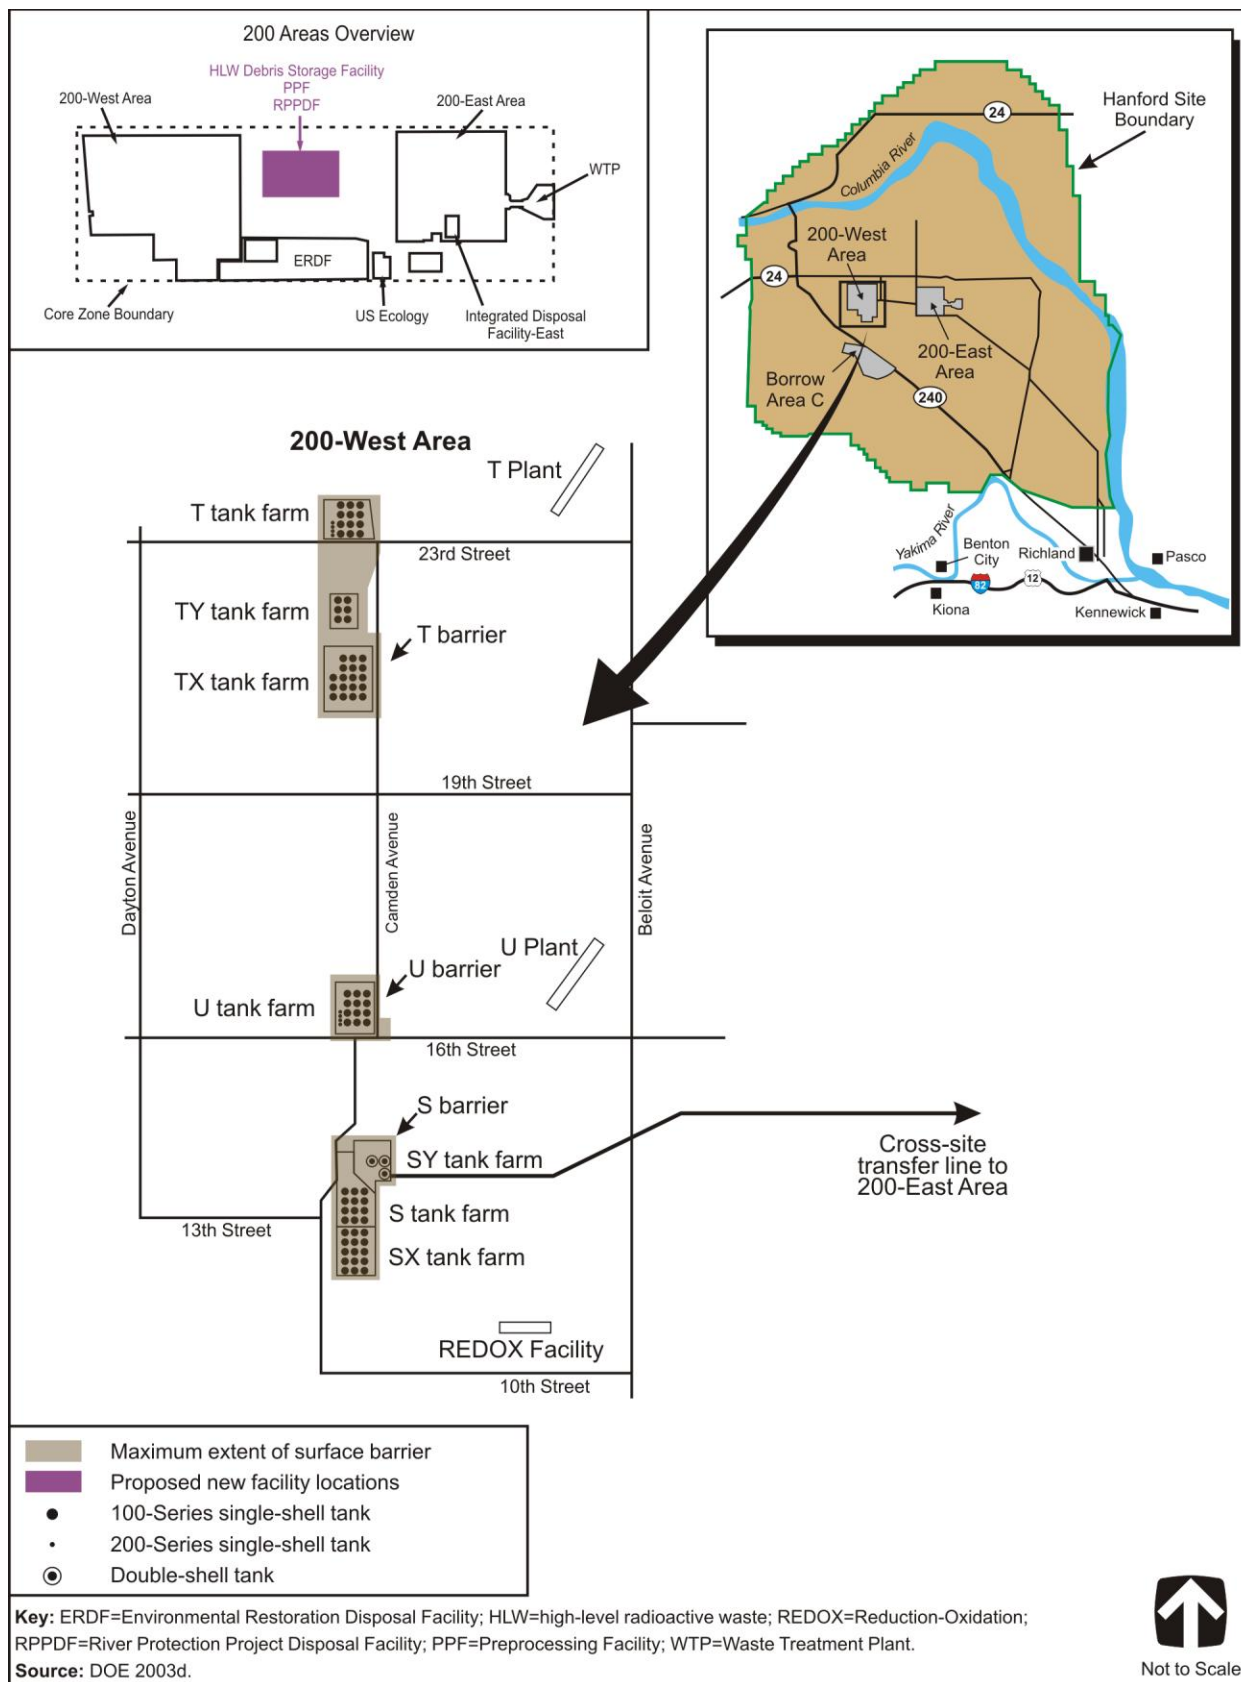 200 Areas Overview
HLW Debris Storage Facility
PPF
RPPDF
200-West Area
200-East Area
WTP
ERDF
Core Zone Boundary
US Ecology
Integrated Disposal
Facility-East
24
Hanford Site
Boundary
Columbia River
200-West
Area
24
200-East
Area
Borrow
Area C
240
Yakima River
Benton
City
Richland
Pasco
82
12
Kiona
Kennewick
200-West Area
T Plant
T tank farm
23rd Street
TY tank farm
T barrier
TX tank farm
19th Street
Dayton Avenue
Camden Avenue
Beloit Avenue
U Plant
U barrier
U tank farm
16th Street
S barrier
SY tank farm
Cross-site
transfer line to
200-East Area
S tank farm
13th Street
SX tank farm
REDOX Facility
10th Street
Maximum extent of surface barrier
Proposed new facility locations
100-Series single-shell tank
200-Series single-shell tank
Double-shell tank
Key: ERDF=Environmental Restoration Disposal Facility; HLW=high-level radioactive waste; REDOX=Reduction-Oxidation;
RPPDF=River Protection Project Disposal Facility; PPF=Preprocessing Facility; WTP=Waste Treatment Plant.
Source: DOE 2003d.
Not to Scale